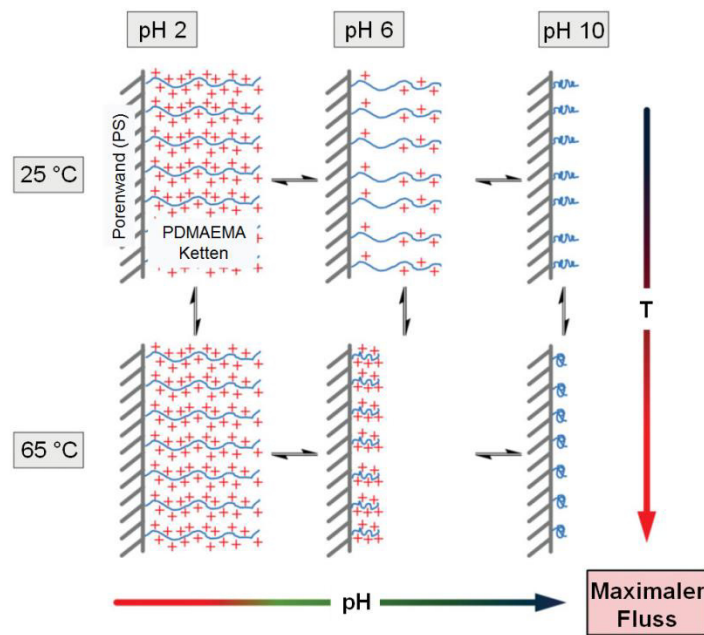 pH 2
pH 6
pH 10
25 °C
Porenwand (PS)
PDMAEMA
Ketten
T
65 °C
pH
Maximaler
Fluss